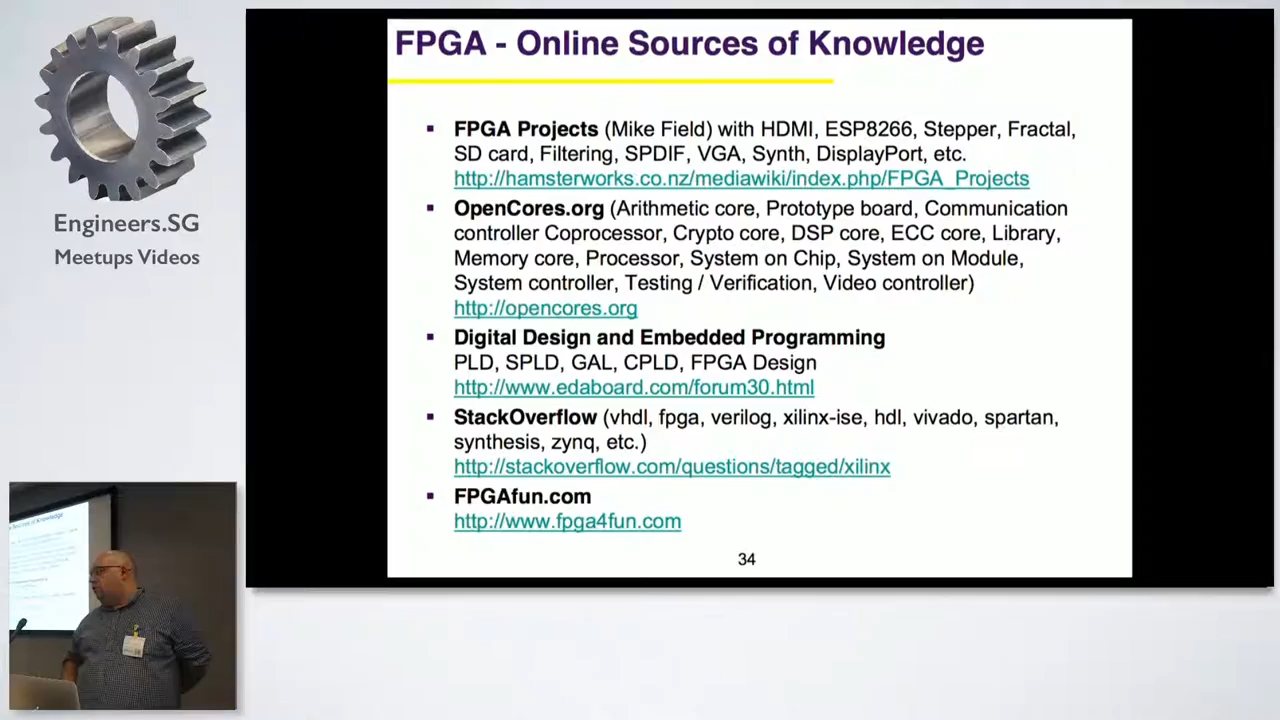 Engineers.SG
Meetups Videos
FPGA - Online Sources of Knowledge
▪ FPGA Projects (Mike Field) with HDMI, ESP8266, Stepper, Fractal,
SD card, Filtering, SPDIF, VGA, Synth, DisplayPort, etc.
http://hamsterworks.co.nz/mediawiki/index.php/FPGA_Projects
▪ OpenCores.org (Arithmetic core, Prototype board, Communication
controller Coprocessor, Crypto core, DSP core, ECC core, Library,
Memory core, Processor, System on Chip, System on Module,
System controller, Testing / Verification, Video controller)
http://opencores.org
▪ Digital Design and Embedded Programming
PLD, SPLD, GAL, CPLD, FPGA Design
http://www.edaboard.com/forum30.html
▪ StackOverflow (vhdl, fpga, verilog, xilinx-ise, hdl, vivado, spartan,
synthesis, zynq, etc.)
http://stackoverflow.com/questions/tagged/xilinx
▪ FPGAfun.com
http://www.fpga4fun.com
34
Sources of Knowledge